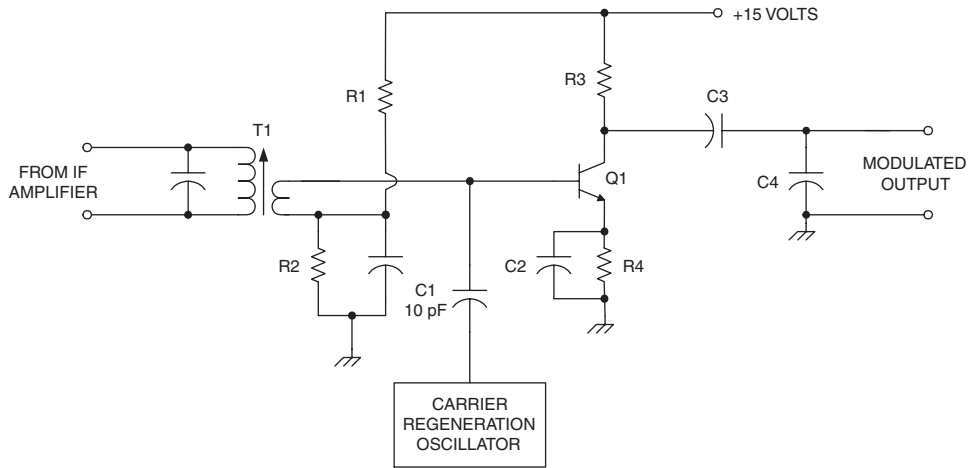 +15 VOLTS
R1
R3
C3
T1
FROM IF
AMPLIFIER
Q1
C4
MODULATED
OUTPUT
R2
C1
10 pF
C2
R4
CARRIER
REGENERATION
OSCILLATOR